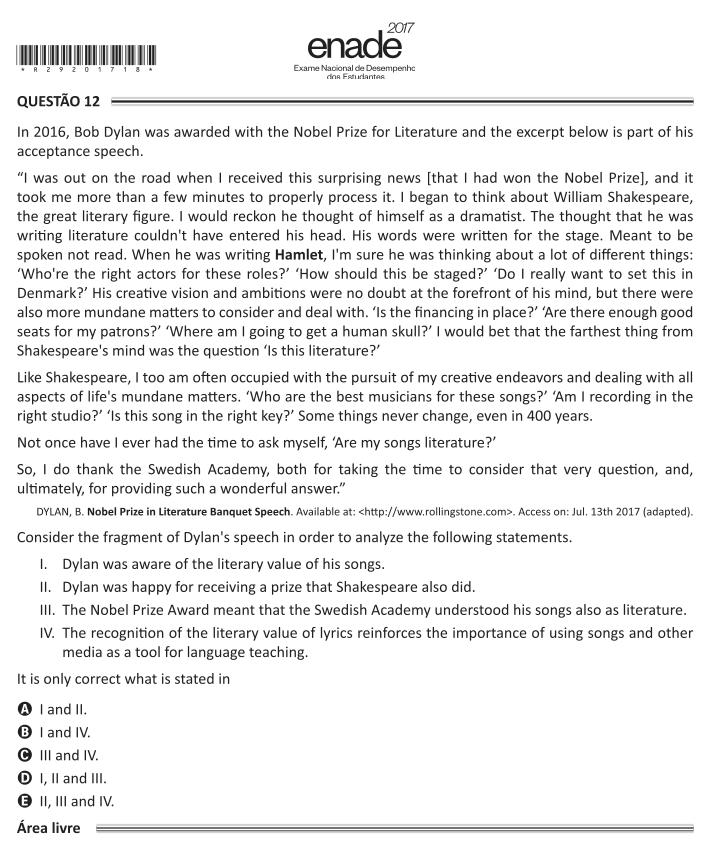 2017
enade
Exame Nacional de Desempenho
dos Estudantes
* R 2 9 2 0 1 7 1 8 *
QUESTÃO 12
In 2016, Bob Dylan was awarded with the Nobel Prize for Literature and the excerpt below is part of his
acceptance speech.
“I was out on the road when I received this surprising news [that I had won the Nobel Prize], and it
took me more than a few minutes to properly process it. I began to think about William Shakespeare,
the great literary figure. I would reckon he thought of himself as a dramatist. The thought that he was
writing literature couldn't have entered his head. His words were written for the stage. Meant to be
spoken not read. When he was writing Hamlet, I'm sure he was thinking about a lot of different things:
‘Who're the right actors for these roles?’ ‘How should this be staged?’ ‘Do I really want to set this in
Denmark?’ His creative vision and ambitions were no doubt at the forefront of his mind, but there were
also more mundane matters to consider and deal with. ‘Is the financing in place?’ ‘Are there enough good
seats for my patrons?’ ‘Where am I going to get a human skull?’ I would bet that the farthest thing from
Shakespeare's mind was the question ‘Is this literature?’
Like Shakespeare, I too am often occupied with the pursuit of my creative endeavors and dealing with all
aspects of life's mundane matters. ‘Who are the best musicians for these songs?’ ‘Am I recording in the
right studio?’ ‘Is this song in the right key?’ Some things never change, even in 400 years.
Not once have I ever had the time to ask myself, ‘Are my songs literature?’
So, I do thank the Swedish Academy, both for taking the time to consider that very question, and,
ultimately, for providing such a wonderful answer.”
DYLAN, B. Nobel Prize in Literature Banquet Speech. Available at: <http://www.rollingstone.com>. Access on: Jul. 13th 2017 (adapted).
Consider the fragment of Dylan's speech in order to analyze the following statements.
I. Dylan was aware of the literary value of his songs.
II. Dylan was happy for receiving a prize that Shakespeare also did.
III. The Nobel Prize Award meant that the Swedish Academy understood his songs also as literature.
IV. The recognition of the literary value of lyrics reinforces the importance of using songs and other
media as a tool for language teaching.
It is only correct what is stated in
A I and II.
B I and IV.
C III and IV.
D I, II and III.
E II, III and IV.
Área livre